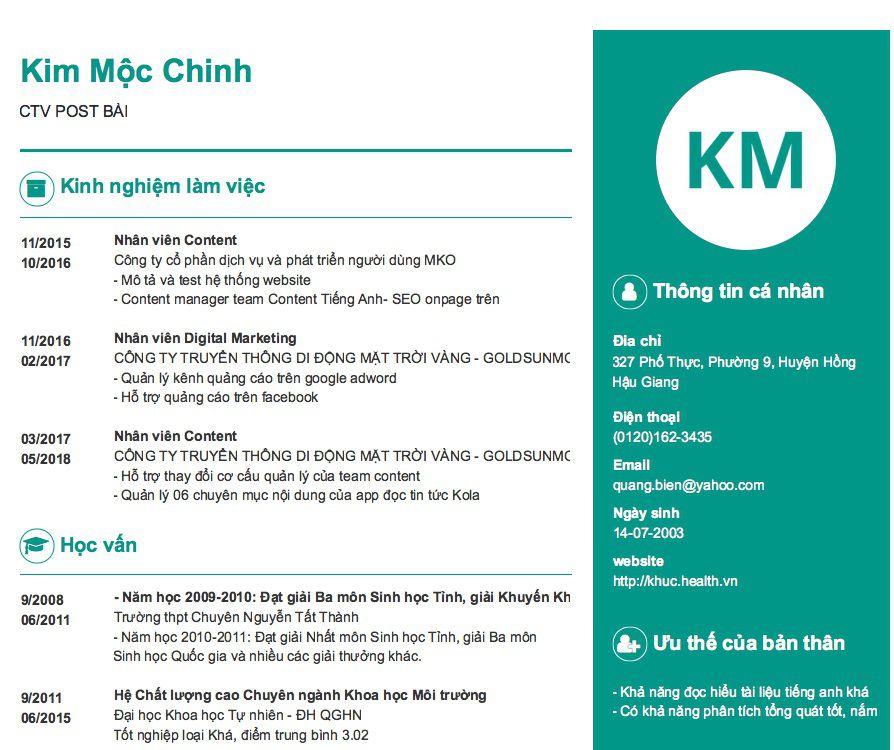 Kim Mộc Chinh
CTV POST BÀI
Kinh nghiệm làm việc
11/2015
10/2016
Nhân viên Content
Công ty cổ phần dịch vụ và phát triển người dùng MKO
- Mô tả và test hệ thống website
- Content manager team Content Tiếng Anh- SEO onpage trên
11/2016
02/2017
Nhân viên Digital Marketing
CÔNG TY TRUYỀN THÔNG DI ĐỘNG MẶT TRỜI VÀNG - GOLDSUNMO
- Quản lý kênh quảng cáo trên google adword
- Hỗ trợ quảng cáo trên facebook
03/2017
05/2018
Nhân viên Content
CÔNG TY TRUYỀN THÔNG DI ĐỘNG MẶT TRỜI VÀNG - GOLDSUNMO
- Hỗ trợ thay đổi cơ cấu quản lý của team content
- Quản lý 06 chuyên mục nội dung của app đọc tin tức Kola
Học vấn
9/2008
06/2011
- Năm học 2009-2010: Đạt giải Ba môn Sinh học Tỉnh, giải Khuyến Kh
Trường thpt Chuyên Nguyễn Tất Thành
- Năm học 2010-2011: Đạt giải Nhất môn Sinh học Tỉnh, giải Ba môn
Sinh học Quốc gia và nhiều các giải thưởng khác.
9/2011
06/2015
Hệ Chất lượng cao Chuyên ngành Khoa học Môi trường
Đại học Khoa học Tự nhiên - ĐH QGHN
Tốt nghiệp loại Khá, điểm trung bình 3.02
KM
Thông tin cá nhân
Địa chỉ
327 Phố Thực, Phường 9, Huyện Hồng
Hậu Giang
Điện thoại
(0120)162-3435
Email
quang.bien@yahoo.com
Ngày sinh
14-07-2003
website
http://khuc.health.vn
Ưu thế của bản thân
- Khả năng đọc hiểu tài liệu tiếng anh khá
- Có khả năng phân tích tổng quát tốt, nắm